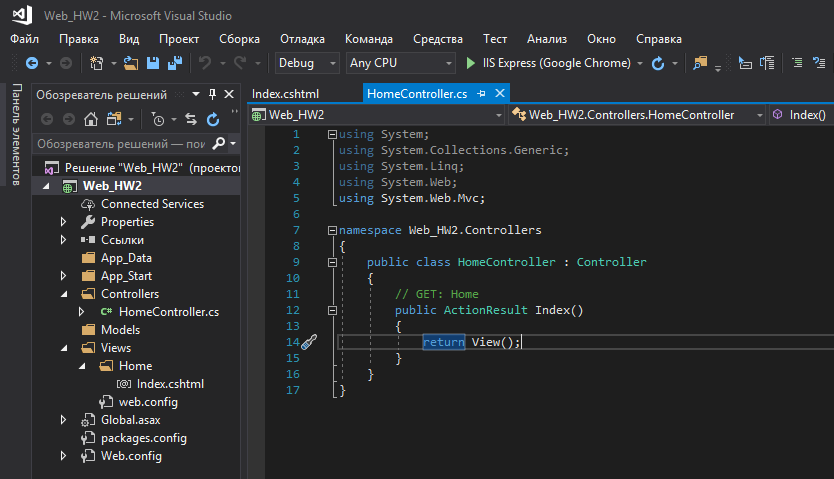 Web_HW2 - Microsoft Visual Studio
Файл Правка Вид Проект Сборка Отладка Команда Средства Тест Анализ Окно Справка
Debug Any CPU IIS Express (Google Chrome)
Панель элементов
Обозреватель решений
Обозреватель решений — пои
Решение "Web_HW2" (проектов
Web_HW2
Connected Services
Properties
Ссылки
App_Data
App_Start
Controllers
C# HomeController.cs
Models
Views
Home
Index.cshtml
web.config
Global.asax
packages.config
Web.config
Index.cshtml HomeController.cs
Web_HW2 Web_HW2.Controllers.HomeController Index()
1 using System;
2 using System.Collections.Generic;
3 using System.Linq;
4 using System.Web;
5 using System.Web.Mvc;
6
7 namespace Web_HW2.Controllers
8 {
9 public class HomeController : Controller
10 {
11 // GET: Home
12 public ActionResult Index()
13 {
14 return View();
15 }
16 }
17 }